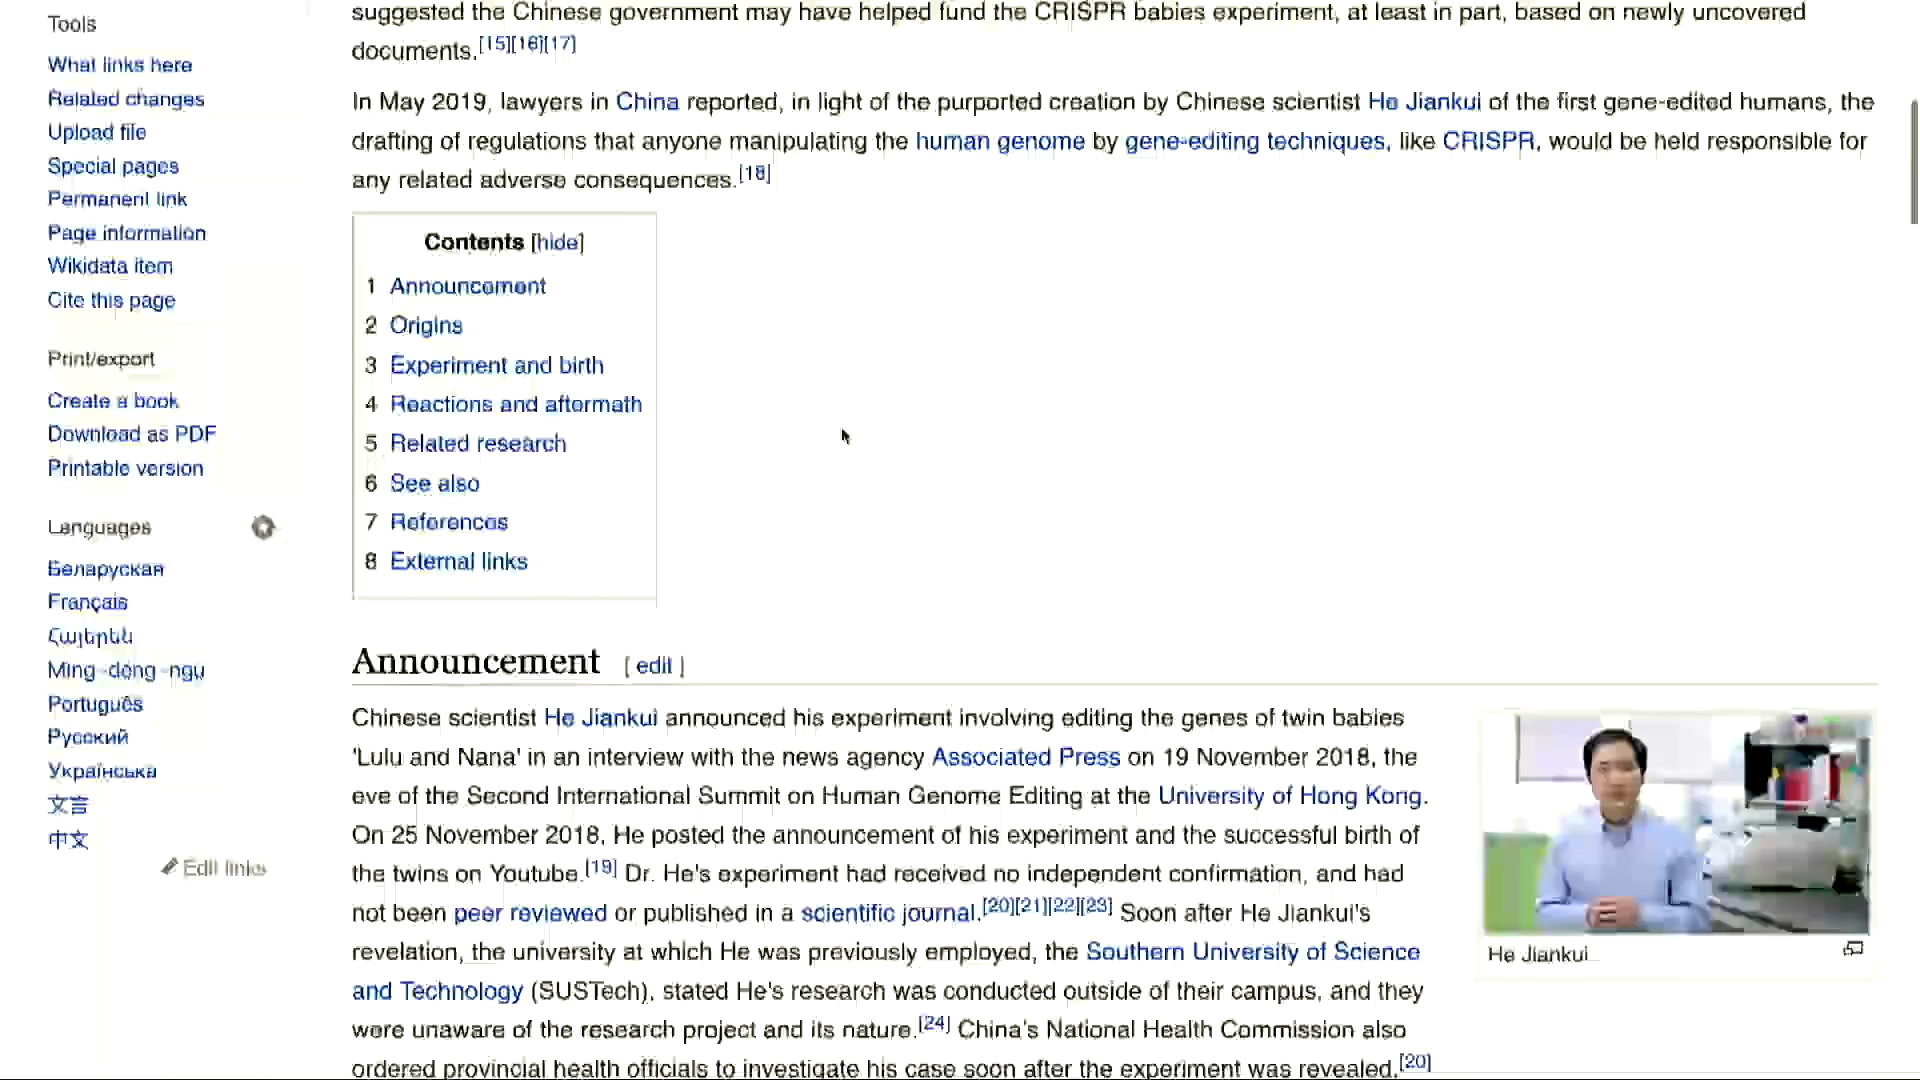 Tools
What links here
Related changes
Upload file
Special pages
Permanent link
Page information
Wikidata item
Cite this page
Print/export
Create a book
Download as PDF
Printable version
Languages
Беларуская
Français
Հայերեն
Mìng-dĕ̤ng-ngṳ̄
Português
Русский
Українська
文言
中文
Edit links
suggested the Chinese government may have helped fund the CRISPR babies experiment, at least in part, based on newly uncovered
documents.[15][16][17]
In May 2019, lawyers in China reported, in light of the purported creation by Chinese scientist He Jiankui of the first gene-edited humans, the
drafting of regulations that anyone manipulating the human genome by gene-editing techniques, like CRISPR, would be held responsible for
any related adverse consequences.[18]
Contents [hide]
1 Announcement
2 Origins
3 Experiment and birth
4 Reactions and aftermath
5 Related research
6 See also
7 References
8 External links
Announcement [ edit ]
Chinese scientist He Jiankui announced his experiment involving editing the genes of twin babies
'Lulu and Nana' in an interview with the news agency Associated Press on 19 November 2018, the
eve of the Second International Summit on Human Genome Editing at the University of Hong Kong.
On 25 November 2018, He posted the announcement of his experiment and the successful birth of
the twins on Youtube.[19] Dr. He's experiment had received no independent confirmation, and had
not been peer reviewed or published in a scientific journal.[20][21][22][23] Soon after He Jiankui's
revelation, the university at which He was previously employed, the Southern University of Science
and Technology (SUSTech), stated He's research was conducted outside of their campus, and they
were unaware of the research project and its nature.[24] China's National Health Commission also
ordered provincial health officials to investigate his case soon after the experiment was revealed.[20]
He Jiankui